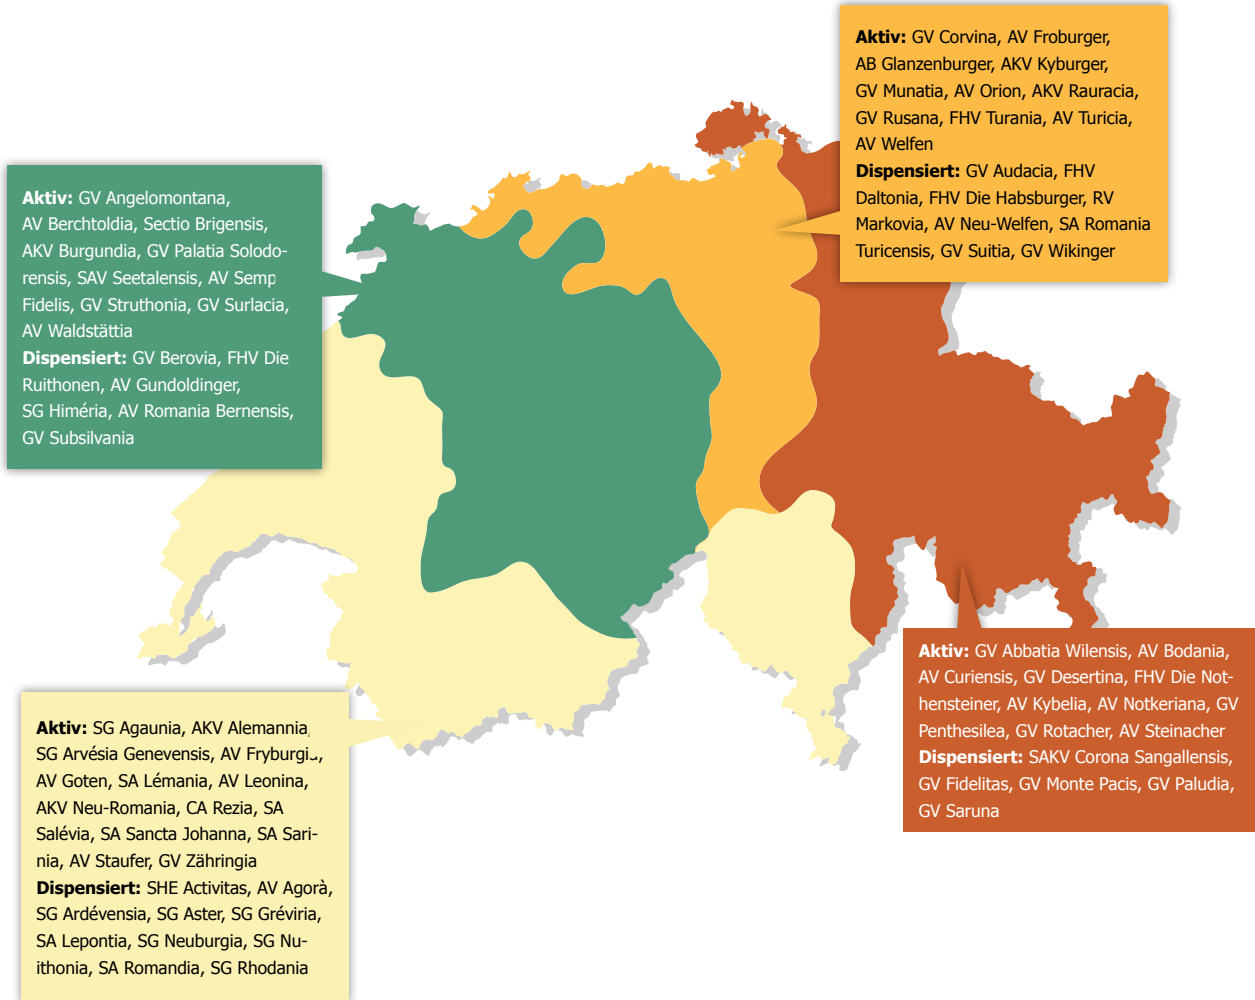 Aktiv: GV Corvina, AV Froburger,
AB Glanzenburger, AKV Kyburger,
GV Munatia, AV Orion, AKV Rauracia,
GV Rusana, FHV Turania, AV Turicia,
AV Welfen
Dispensiert: GV Audacia, FHV
Daltonia, FHV Die Habsburger, RV
Markovia, AV Neu-Welfen, SA Romania
Turicensis, GV Suitia, GV Wikinger
Aktiv: GV Angelomontana,
AV Berchtoldia, Sectio Brigensis,
AKV Burgundia, GV Palatia Solodo-
rensis, SAV Seetalensis, AV Semp
Fidelis, GV Struthonia, GV Surlacia,
AV Waldstättia
Dispensiert: GV Berovia, FHV Die
Ruithonen, AV Gundoldinger,
SG Himéria, AV Romania Bernensis,
GV Subsilvania
Aktiv: GV Abbatia Wilensis, AV Bodania,
AV Curiensis, GV Desertina, FHV Die Not-
hensteiner, AV Kybelia, AV Notkeriana, GV
Penthesilea, GV Rotacher, AV Steinacher
Dispensiert: SAKV Corona Sangallensis,
GV Fidelitas, GV Monte Pacis, GV Paludia,
GV Saruna
Aktiv: SG Agaunia, AKV Alemannia,
SG Arvésia Genevensis, AV Fryburgia,
AV Goten, SA Lémania, AV Leonina,
AKV Neu-Romania, CA Rezia, SA
Salévia, SA Sancta Johanna, SA Sari-
nia, AV Staufer, GV Zähringia
Dispensiert: SHE Activitas, AV Agorà,
SG Ardévensia, SG Aster, SG Gréviria,
SA Lepontia, SG Neuburgia, SG Nu-
ithonia, SA Romandia, SG Rhodania